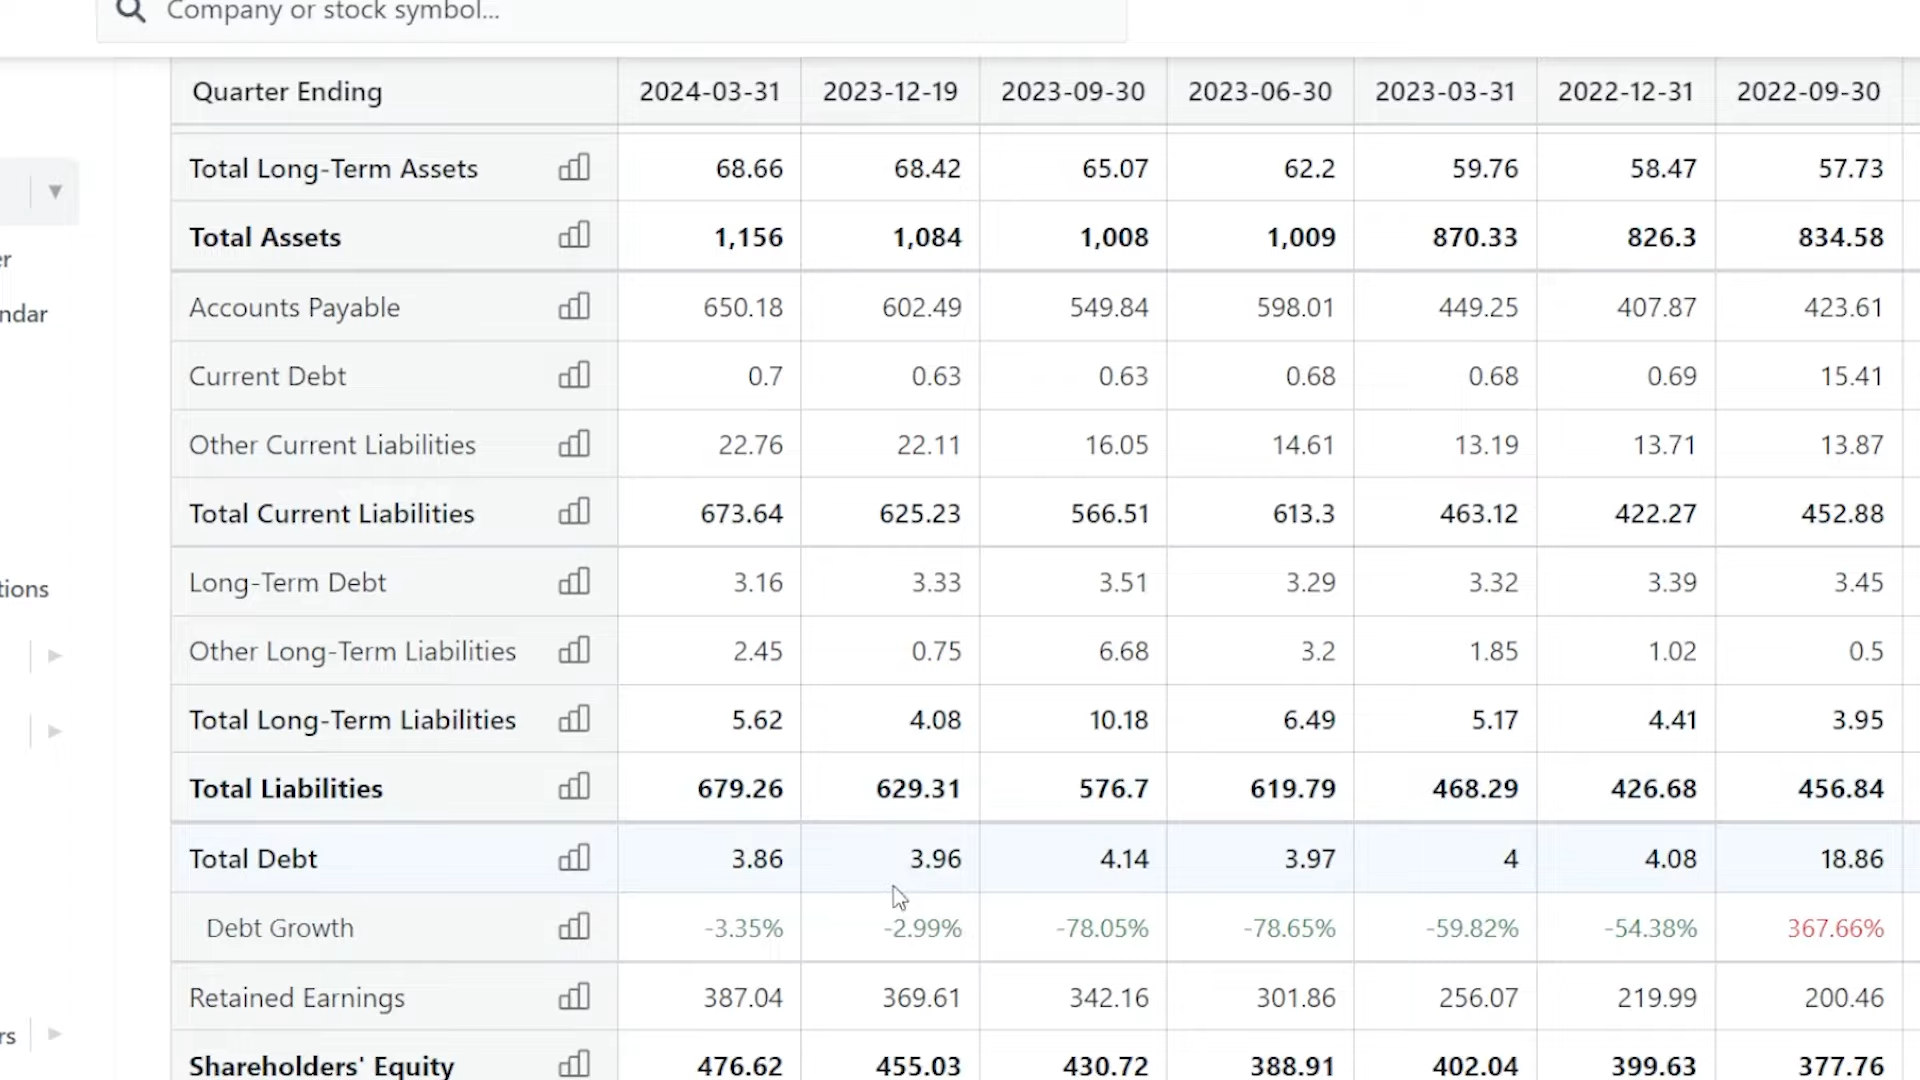 Company or stock symbol...
Quarter Ending 2024-03-31 2023-12-19 2023-09-30 2023-06-30 2023-03-31 2022-12-31 2022-09-30
Total Long-Term Assets 68.66 68.42 65.07 62.2 59.76 58.47 57.73
Total Assets 1,156 1,084 1,008 1,009 870.33 826.3 834.58
er
Accounts Payable 650.18 602.49 549.84 598.01 449.25 407.87 423.61
ndar
Current Debt 0.7 0.63 0.63 0.68 0.68 0.69 15.41
Other Current Liabilities 22.76 22.11 16.05 14.61 13.19 13.71 13.87
Total Current Liabilities 673.64 625.23 566.51 613.3 463.12 422.27 452.88
Long-Term Debt 3.16 3.33 3.51 3.29 3.32 3.39 3.45
tions
Other Long-Term Liabilities 2.45 0.75 6.68 3.2 1.85 1.02 0.5
Total Long-Term Liabilities 5.62 4.08 10.18 6.49 5.17 4.41 3.95
Total Liabilities 679.26 629.31 576.7 619.79 468.29 426.68 456.84
Total Debt 3.86 3.96 4.14 3.97 4 4.08 18.86
Debt Growth -3.35% -2.99% -78.05% -78.65% -59.82% -54.38% 367.66%
Retained Earnings 387.04 369.61 342.16 301.86 256.07 219.99 200.46
rs
Shareholders' Equity 476.62 455.03 430.72 388.91 402.04 399.63 377.76